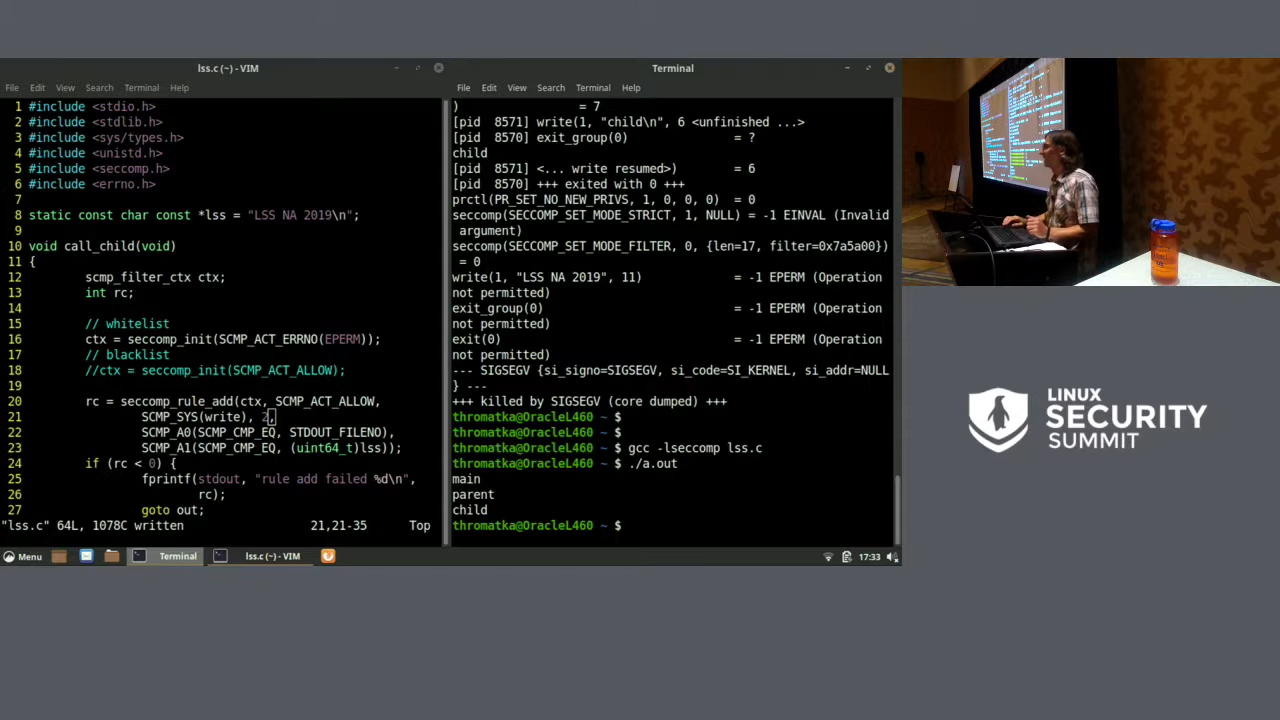 lss.c (~) - VIM
File Edit View Search Terminal Help
1 #include <stdio.h>
2 #include <stdlib.h>
3 #include <sys/types.h>
4 #include <unistd.h>
5 #include <seccomp.h>
6 #include <errno.h>
7
8 static const char const *lss = "LSS NA 2019\n";
9
10 void call_child(void)
11 {
12 scmp_filter_ctx ctx;
13 int rc;
14
15 // whitelist
16 ctx = seccomp_init(SCMP_ACT_ERRNO(EPERM));
17 // blacklist
18 //ctx = seccomp_init(SCMP_ACT_ALLOW);
19
20 rc = seccomp_rule_add(ctx, SCMP_ACT_ALLOW,
21 SCMP_SYS(write), 2,
22 SCMP_A0(SCMP_CMP_EQ, STDOUT_FILENO),
23 SCMP_A1(SCMP_CMP_EQ, (uint64_t)lss));
24 if (rc < 0) {
25 fprintf(stdout, "rule add failed %d\n",
26 rc);
27 goto out;
"lss.c" 64L, 1078C written 21,21-35 Top
Terminal
File Edit View Search Terminal Help
) = 7
[pid 8571] write(1, "child\n", 6 <unfinished ...>
[pid 8570] exit_group(0) = ?
child
[pid 8571] <... write resumed>) = 6
[pid 8570] +++ exited with 0 +++
prctl(PR_SET_NO_NEW_PRIVS, 1, 0, 0, 0) = 0
seccomp(SECCOMP_SET_MODE_STRICT, 1, NULL) = -1 EINVAL (Invalid
argument)
seccomp(SECCOMP_SET_MODE_FILTER, 0, {len=17, filter=0x7a5a00})
= 0
write(1, "LSS NA 2019", 11) = -1 EPERM (Operation
not permitted)
exit_group(0) = -1 EPERM (Operation
not permitted)
exit(0) = -1 EPERM (Operation
not permitted)
--- SIGSEGV {si_signo=SIGSEGV, si_code=SI_KERNEL, si_addr=NULL
} ---
+++ killed by SIGSEGV (core dumped) +++
thromatka@OracleL460 ~ $
thromatka@OracleL460 ~ $
thromatka@OracleL460 ~ $ gcc -lseccomp lss.c
thromatka@OracleL460 ~ $ ./a.out
main
parent
child
thromatka@OracleL460 ~ $
Menu Terminal lss.c (~) - VIM 17:33
LINUX
SECURITY
SUMMIT